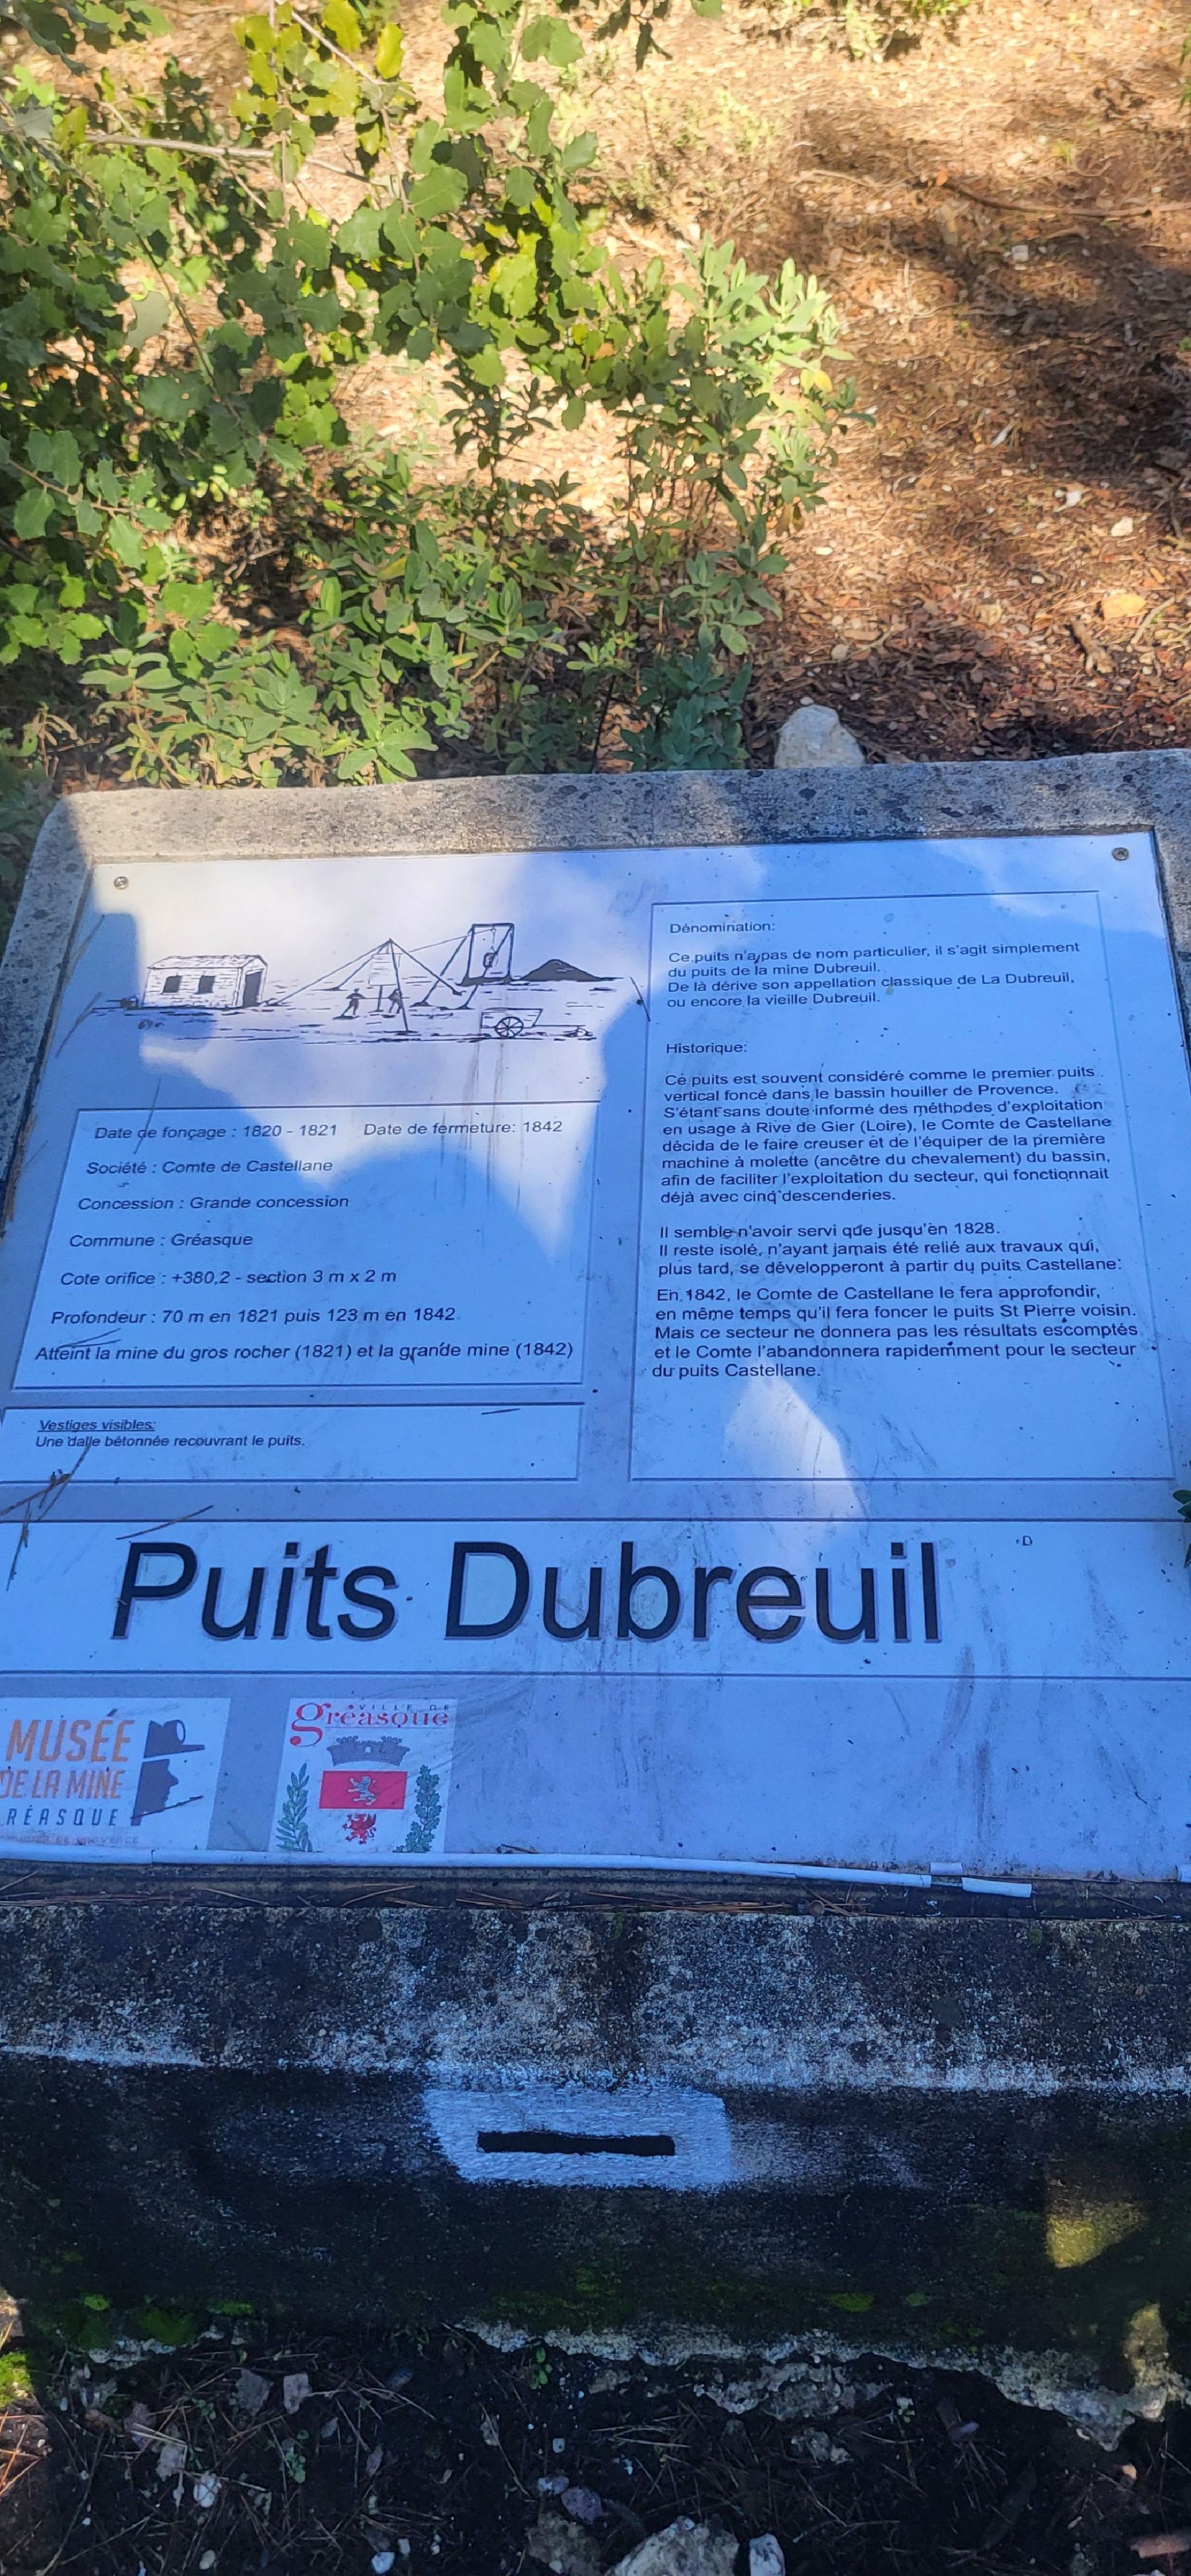 Date de fonçage : 1820 - 1821 Date de fermeture: 1842
Société : Comte de Castellane
Concession : Grande concession
Commune : Gréasque
Cote orifice : +380,2 - section 3 m x 2 m
Profondeur : 70 m en 1821 puis 123 m en 1842
Atteint la mine du gros rocher (1821) et la grande mine (1842)
Vestiges visibles:
Une dalle bétonnée recouvrant le puits.
Dénomination:
Ce puits n'a pas de nom particulier, il s'agit simplement
du puits de la mine Dubreuil.
De là dérive son appellation classique de La Dubreuil,
ou encore la vieille Dubreuil.
Historique:
Ce puits est souvent considéré comme le premier puits
vertical foncé dans le bassin houiller de Provence.
S'étant sans doute informé des méthodes d'exploitation
en usage à Rive de Gier (Loire), le Comte de Castellane
décida de le faire creuser et de l'équiper de la première
machine à molette (ancêtre du chevalement) du bassin,
afin de faciliter l'exploitation du secteur, qui fonctionnait
déjà avec cinq descenderies.
Il semble n'avoir servi que jusqu'en 1828.
Il reste isolé, n'ayant jamais été relié aux travaux qui,
plus tard, se développeront à partir du puits Castellane.
En 1842, le Comte de Castellane le fera approfondir,
en même temps qu'il fera foncer le puits St Pierre voisin.
Mais ce secteur ne donnera pas les résultats escomptés
et le Comte l'abandonnera rapidemment pour le secteur
du puits Castellane.
Puits Dubreuil
MUSÉE
DE LA MINE
RÉASQUE
VILLE DE
gréasque